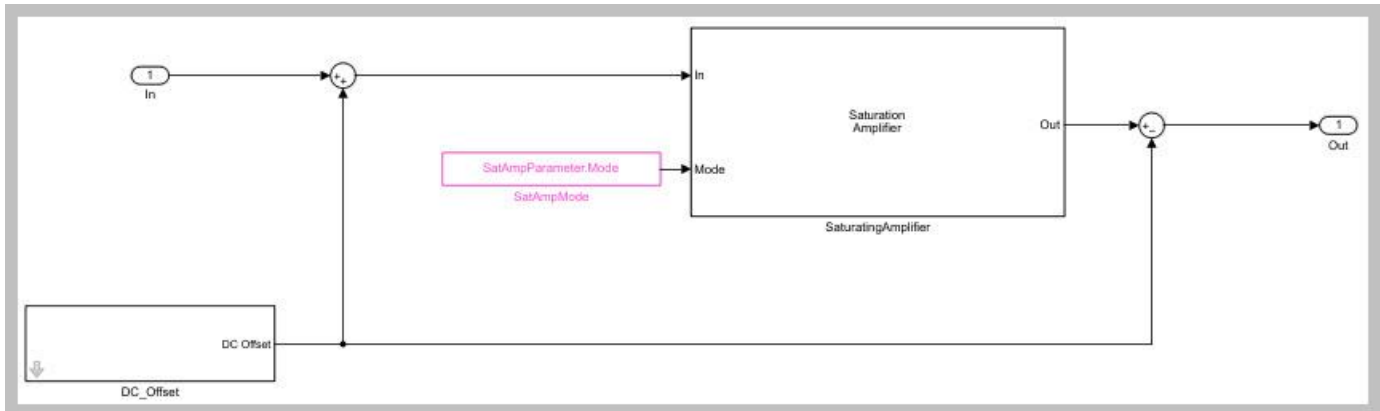 1
In
+
+
In
Saturation
Amplifier
Out
+
−
1
Out
SatAmpParameter.Mode
Mode
SatAmpMode
SaturatingAmplifier
DC Offset
DC_Offset